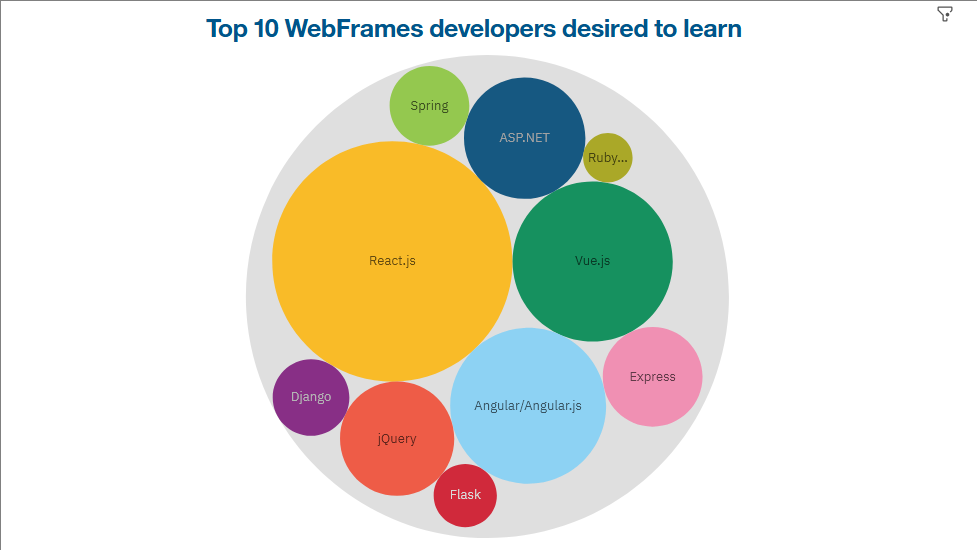 Top 10 WebFrames developers desired to learn
Spring
ASP.NET
Ruby...
React.js
Vue.js
Express
Django
Angular/Angular.js
jQuery
Flask